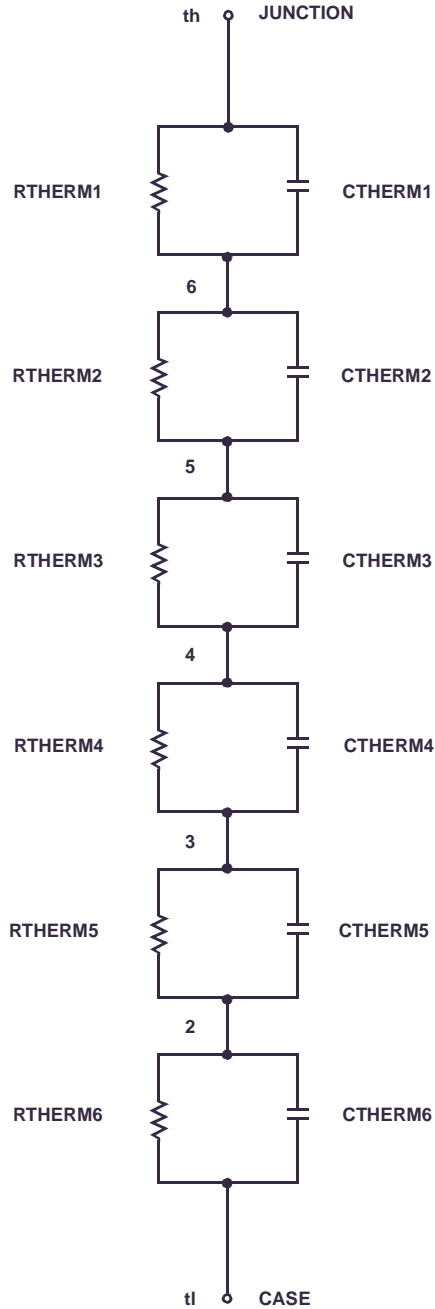 th JUNCTION
RTHERM1 CTHERM1
6
RTHERM2 CTHERM2
5
RTHERM3 CTHERM3
4
RTHERM4 CTHERM4
3
RTHERM5 CTHERM5
2
RTHERM6 CTHERM6
tl CASE